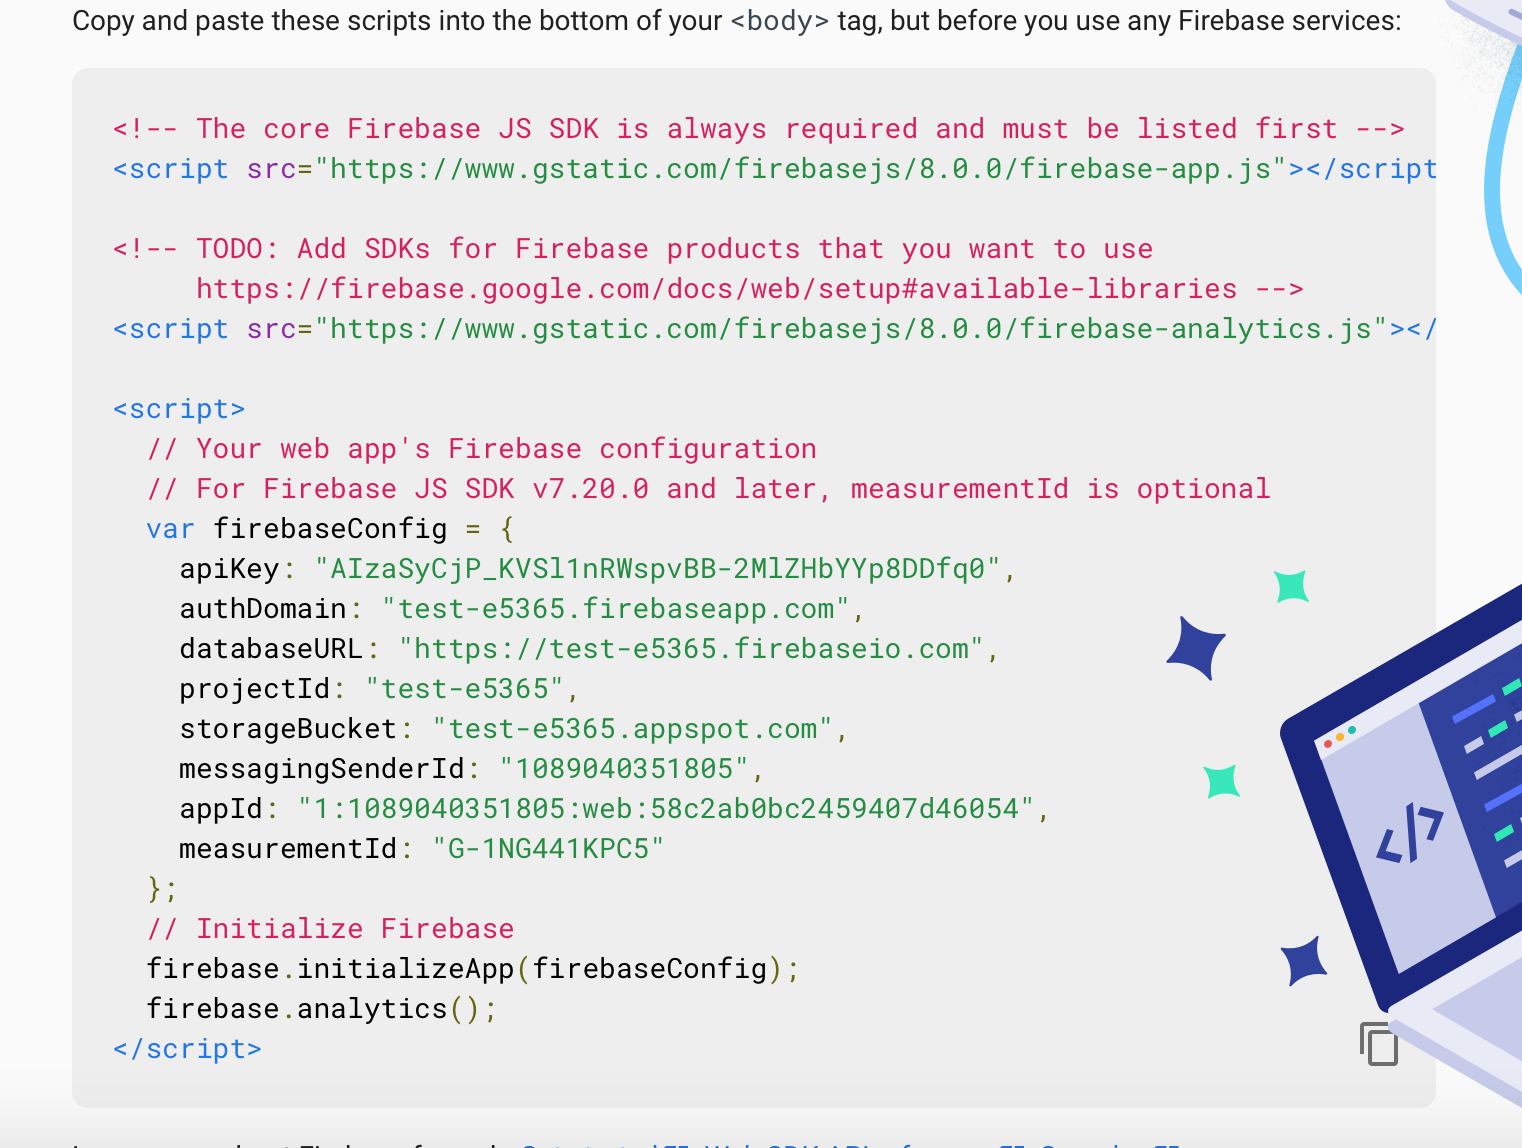 Copy and paste these scripts into the bottom of your <body> tag, but before you use any Firebase services:
<!-- The core Firebase JS SDK is always required and must be listed first -->
<script src="https://www.gstatic.com/firebasejs/8.0.0/firebase-app.js"></script
<!-- TODO: Add SDKs for Firebase products that you want to use
https://firebase.google.com/docs/web/setup#available-libraries -->
<script src="https://www.gstatic.com/firebasejs/8.0.0/firebase-analytics.js"></
<script>
// Your web app's Firebase configuration
// For Firebase JS SDK v7.20.0 and later, measurementId is optional
var firebaseConfig = {
apiKey: "AIzaSyCjP_KVSl1nRWspvBB-2MlZHbYYp8DDfq0",
authDomain: "test-e5365.firebaseapp.com",
databaseURL: "https://test-e5365.firebaseio.com",
projectId: "test-e5365",
storageBucket: "test-e5365.appspot.com",
messagingSenderId: "1089040351805",
appId: "1:1089040351805:web:58c2ab0bc2459407d46054",
measurementId: "G-1NG441KPC5"
};
// Initialize Firebase
firebase.initializeApp(firebaseConfig);
firebase.analytics();
</script>